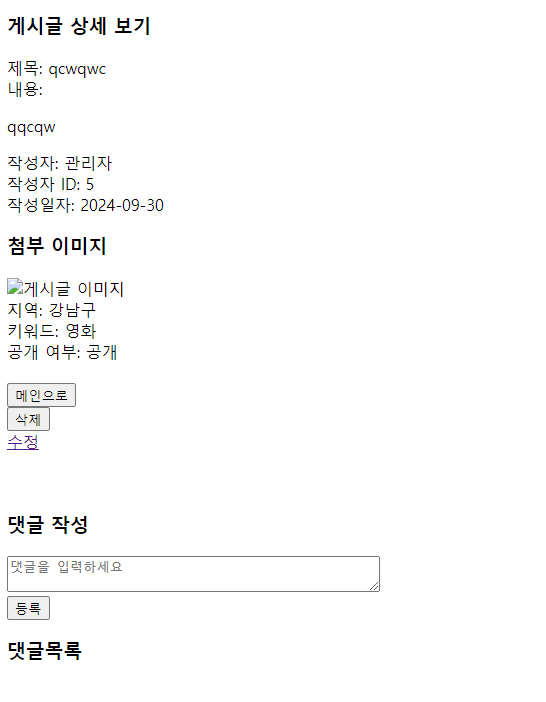 게시글 상세 보기
제목: qcwqwc
내용:
qqcqw
작성자: 관리자
작성자 ID: 5
작성일자: 2024-09-30
첨부 이미지
게시글 이미지
지역: 강남구
키워드: 영화
공개 여부: 공개
메인으로
삭제
수정
댓글 작성
댓글을 입력하세요
등록
댓글목록